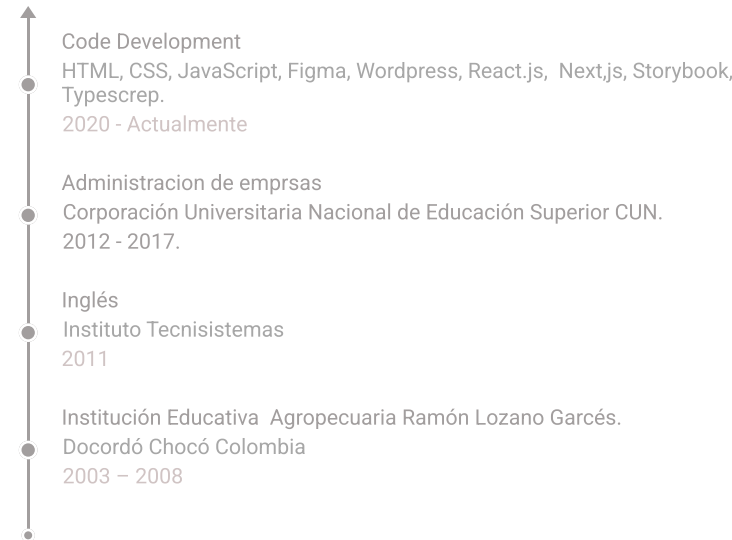 Code Development
HTML, CSS, JavaScript, Figma, Wordpress, React.js,  Next,js, Storybook,
Typescrep.
2020 - Actualmente
Administracion de emprsas
Corporación Universitaria Nacional de Educación Superior CUN.
2012 - 2017.
Inglés
Instituto Tecnisistemas
2011
Institución Educativa  Agropecuaria Ramón Lozano Garcés.
Docordó Chocó Colombia
2003 – 2008